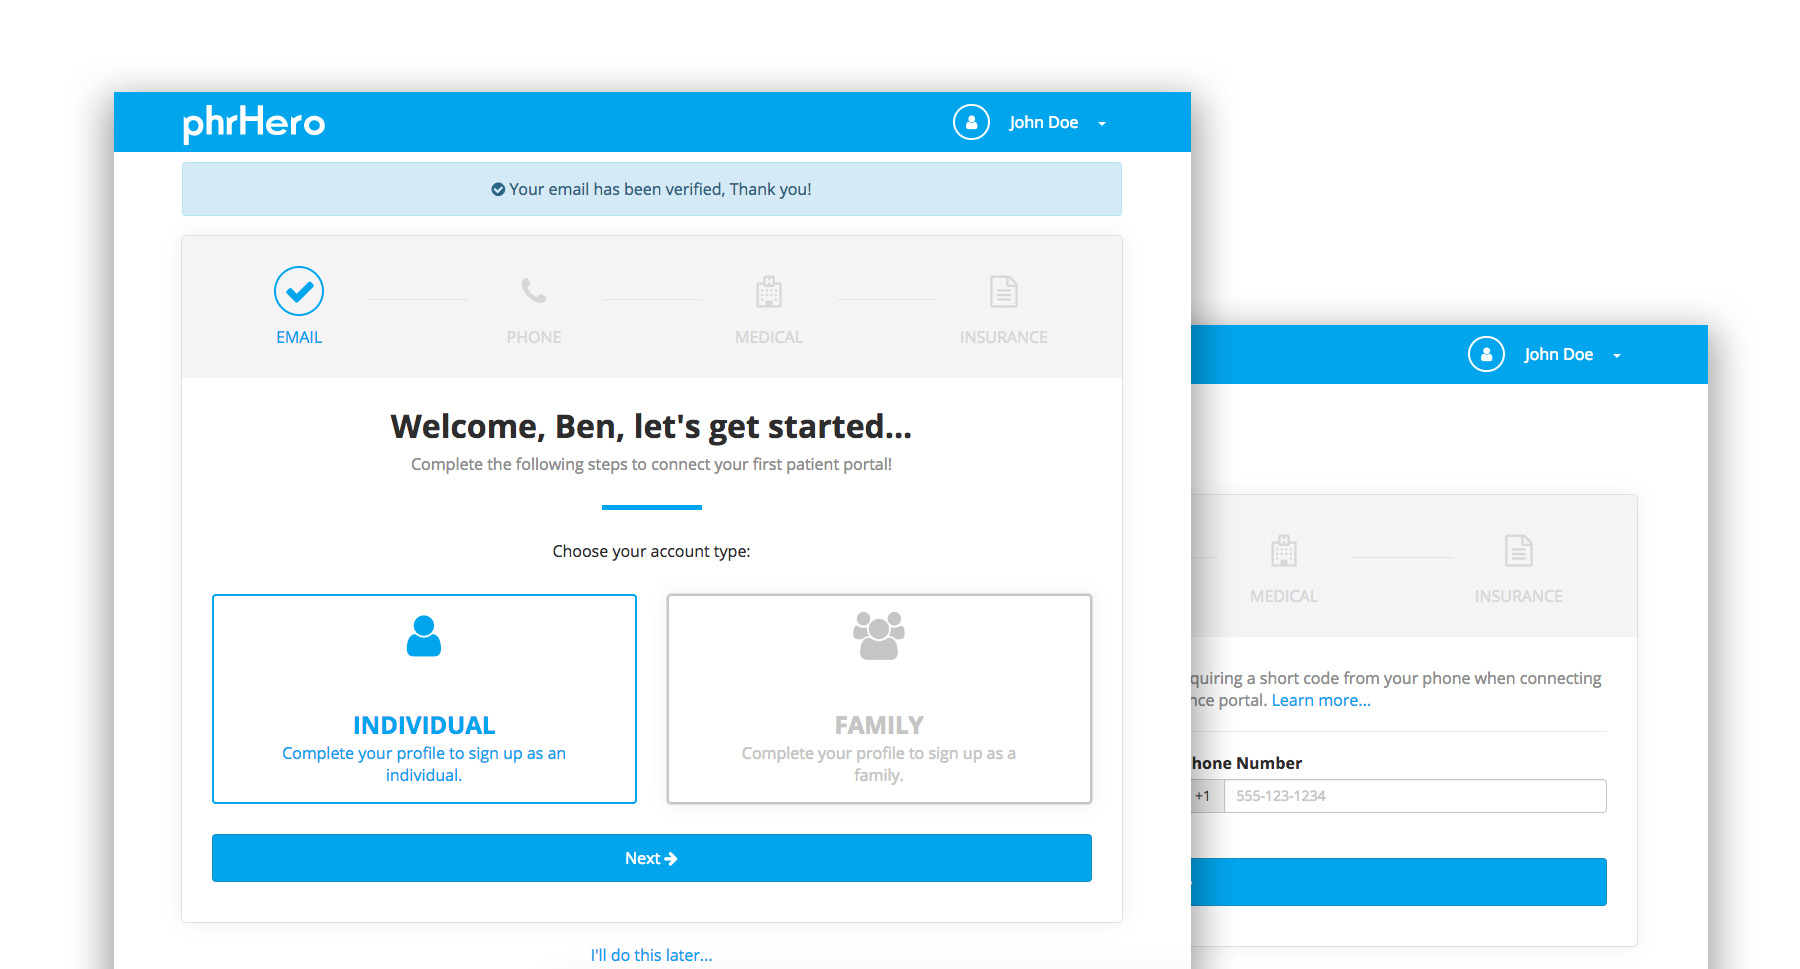 phrHero
John Doe
Your email has been verified, Thank you!
EMAIL
PHONE
MEDICAL
INSURANCE
Welcome, Ben, let's get started...
Complete the following steps to connect your first patient portal!
Choose your account type:
INDIVIDUAL
Complete your profile to sign up as an
individual.
FAMILY
Complete your profile to sign up as a
family.
Next
I'll do this later...
John Doe
MEDICAL
INSURANCE
a short code from your phone when connecting
portal. Learn more...
Number
+1
555-123-1234